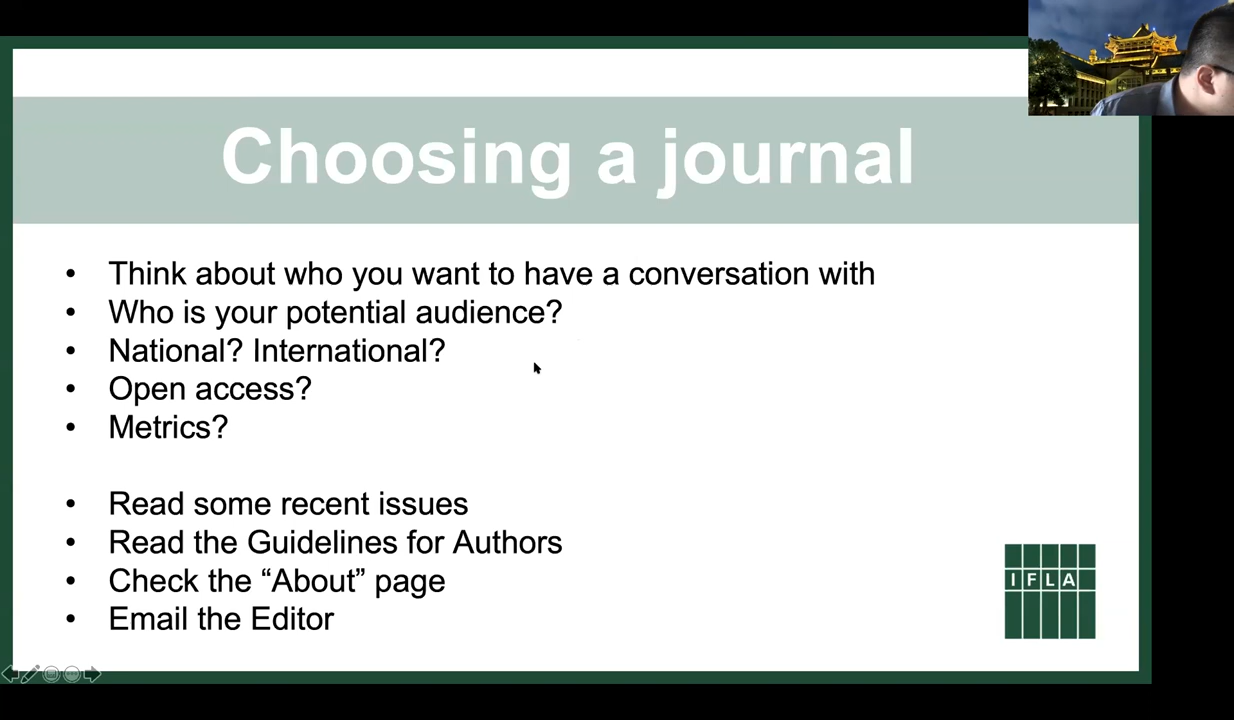 Choosing a journal
• Think about who you want to have a conversation with
• Who is your potential audience?
• National? International?
• Open access?
• Metrics?
• Read some recent issues
• Read the Guidelines for Authors
• Check the “About” page
• Email the Editor
IFLA